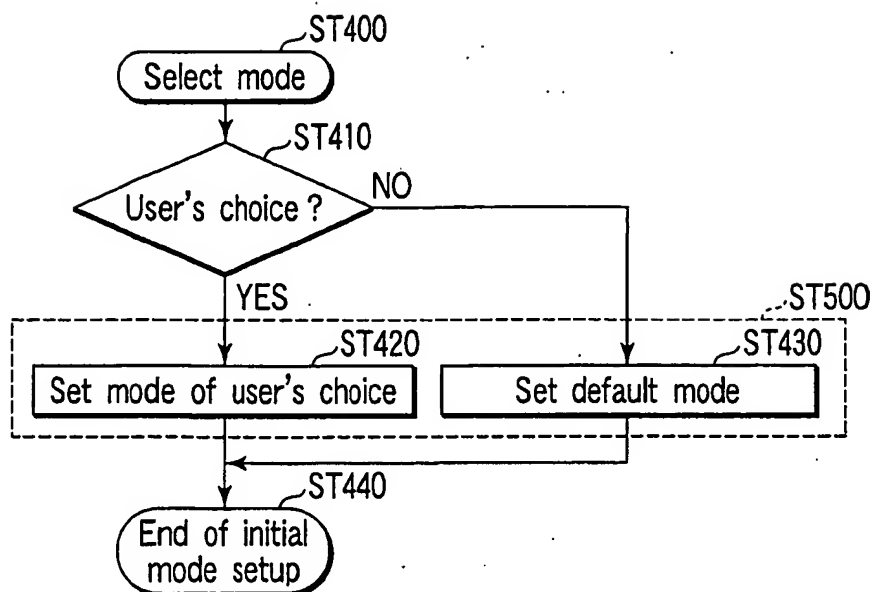 ST400
Select mode
ST410
User's choice ?
NO
YES
ST500
ST420
ST430
Set mode of user's choice
Set default mode
ST440
End of initial
mode setup